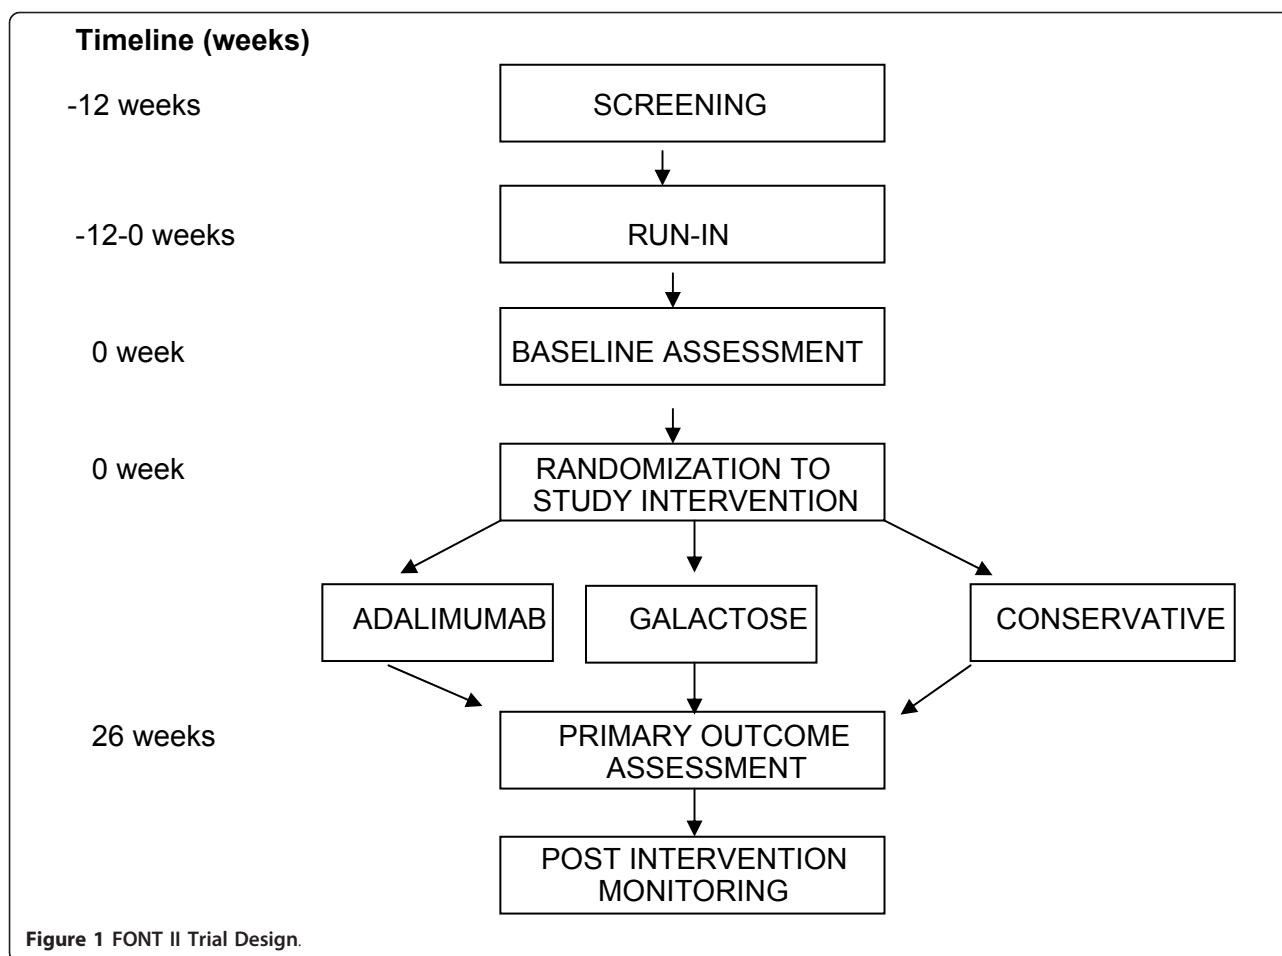 Timeline (weeks)
-12 weeks
SCREENING
-12-0 weeks
RUN-IN
0 week
BASELINE ASSESSMENT
0 week
RANDOMIZATION TO
STUDY INTERVENTION
ADALIMUMAB
GALACTOSE
CONSERVATIVE
26 weeks
PRIMARY OUTCOME
ASSESSMENT
POST INTERVENTION
MONITORING
Figure 1 FONT II Trial Design.